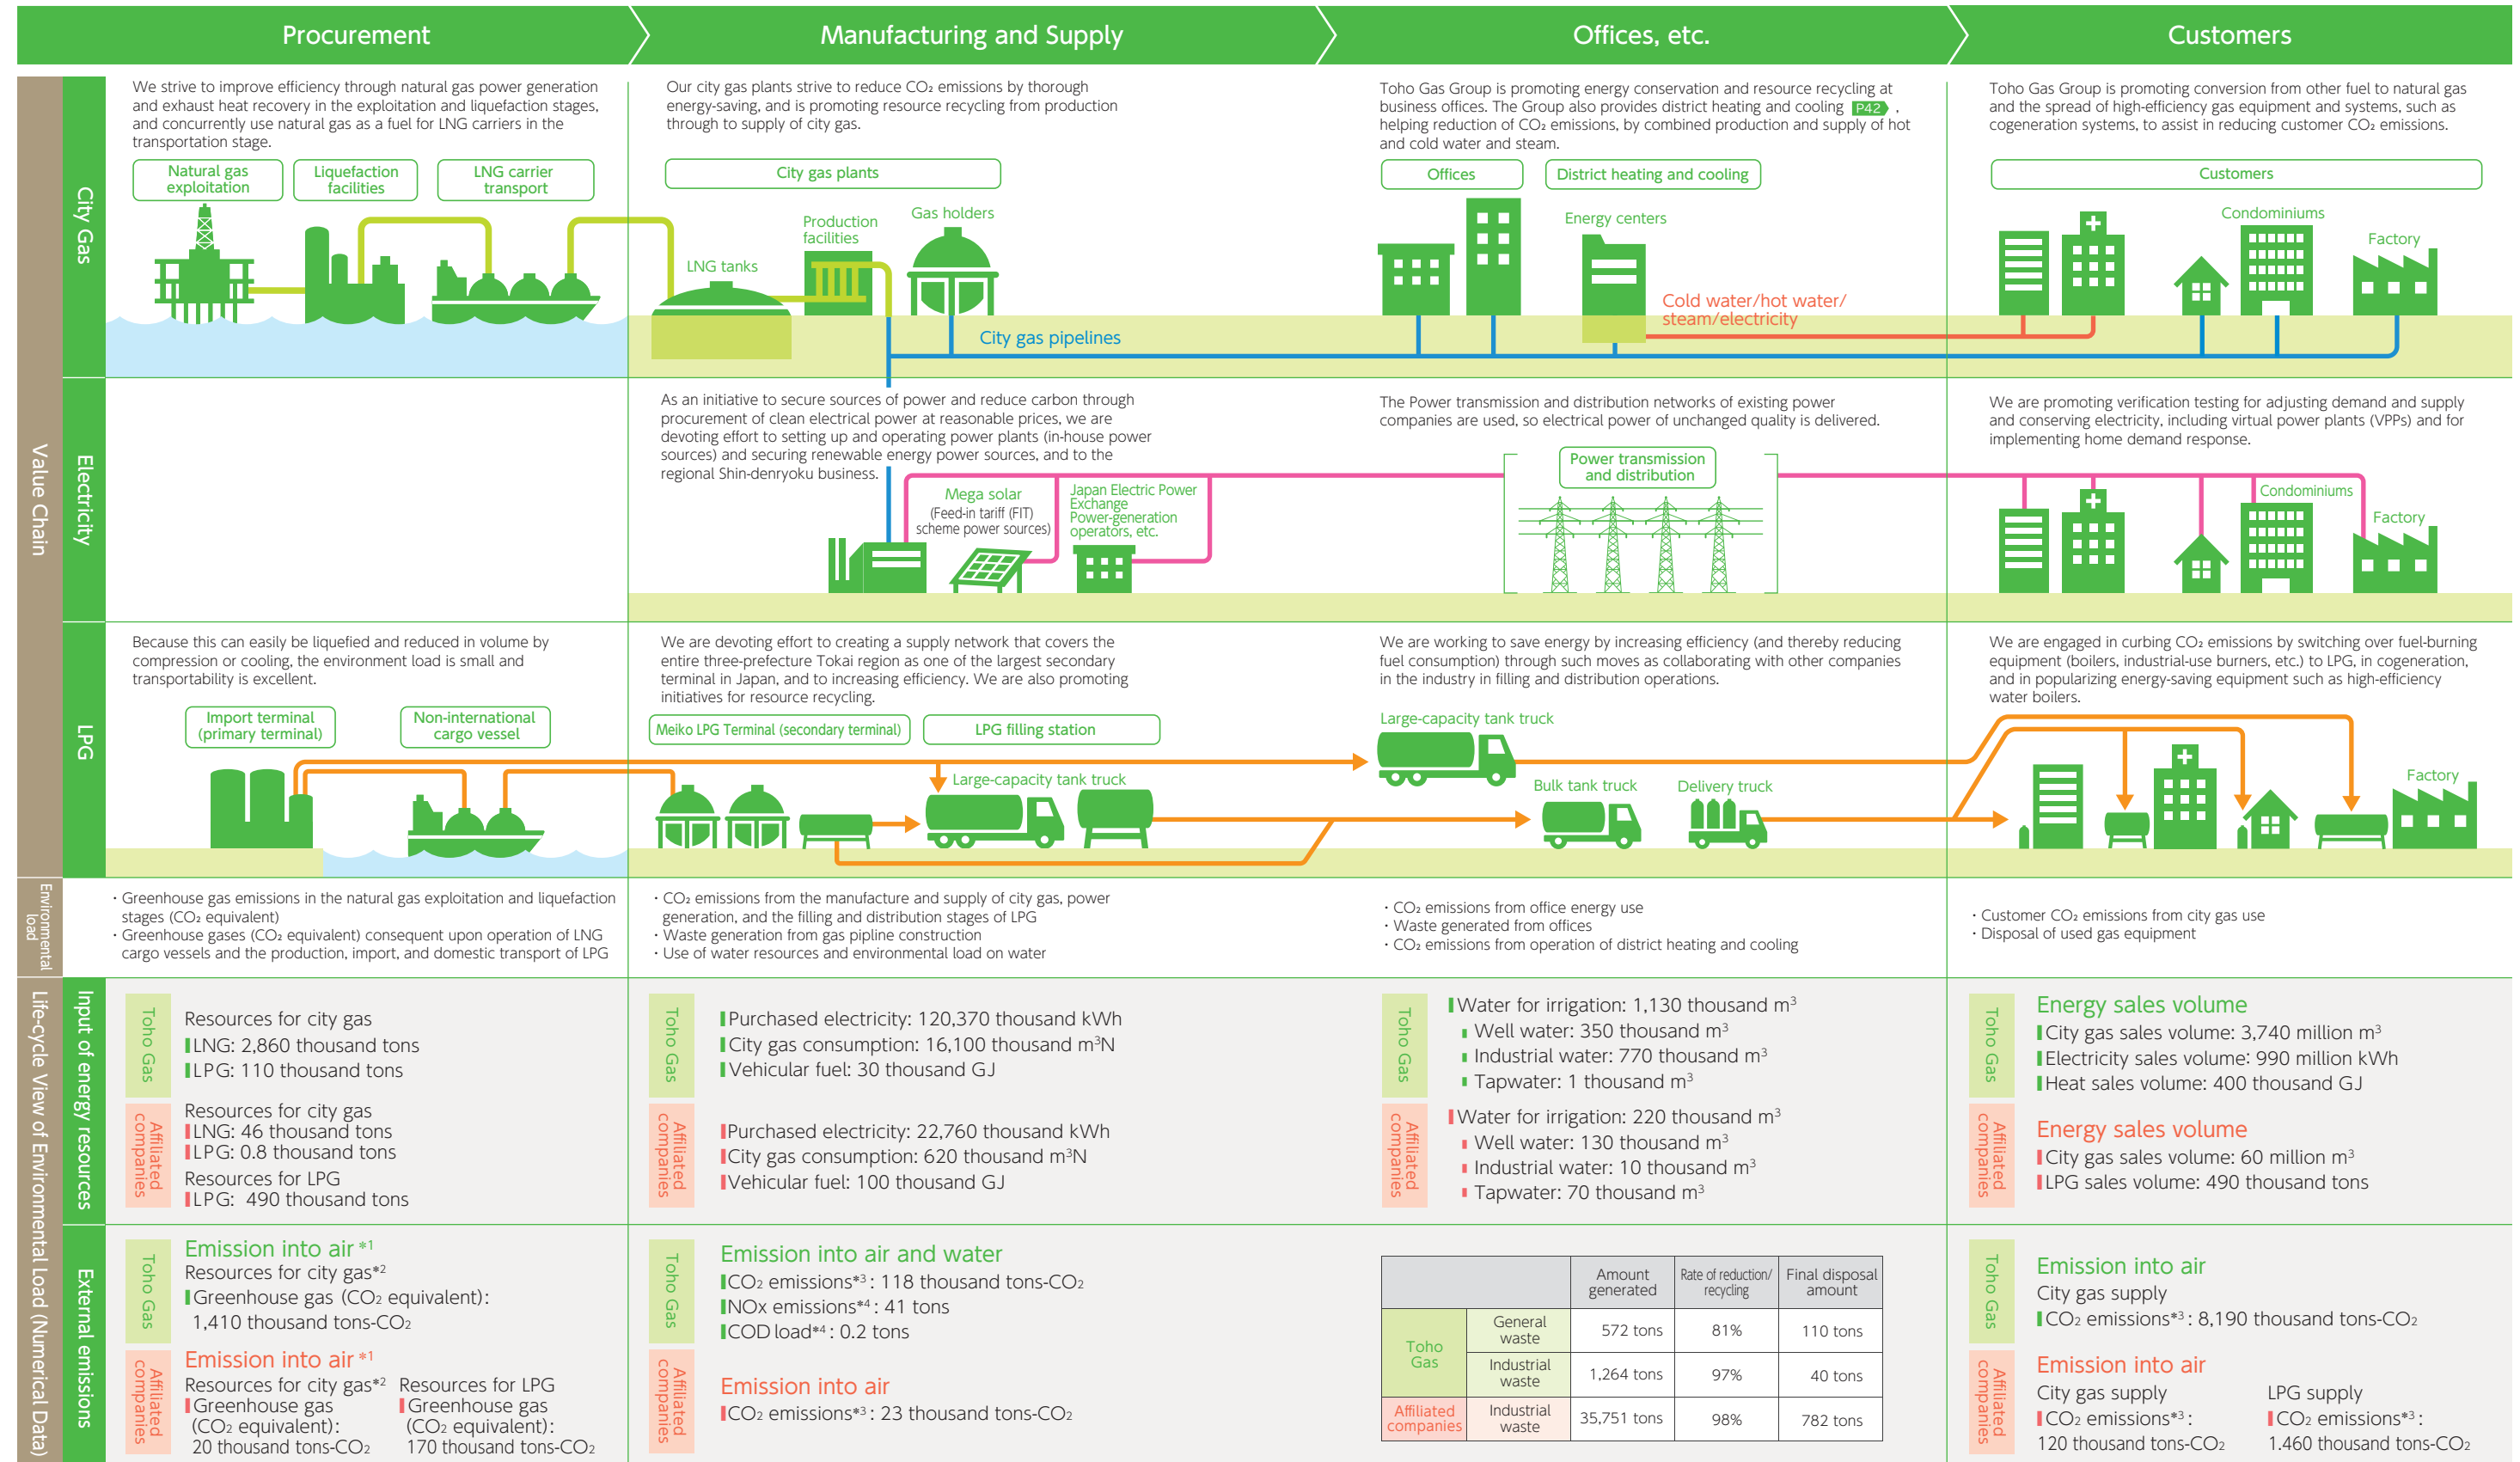 Procurement
Manufacturing and Supply
Offices, etc.
Customers
Value Chain
City Gas
We strive to improve efficiency through natural gas power generation
and exhaust heat recovery in the exploitation and liquefaction stages,
and concurrently use natural gas as a fuel for LNG carriers in the
transportation stage.
Natural gas
exploitation
Liquefaction
facilities
LNG carrier
transport
Our city gas plants strive to reduce CO₂ emissions by thorough
energy-saving, and is promoting resource recycling from production
through to supply of city gas.
City gas plants
LNG tanks
Production
facilities
Gas holders
City gas pipelines
Toho Gas Group is promoting energy conservation and resource recycling at
business offices. The Group also provides district heating and cooling P42 ,
helping reduction of CO₂ emissions, by combined production and supply of hot
and cold water and steam.
Offices
District heating and cooling
Energy centers
Cold water/hot water/
steam/electricity
Toho Gas Group is promoting conversion from other fuel to natural gas
and the spread of high-efficiency gas equipment and systems, such as
cogeneration systems, to assist in reducing customer CO₂ emissions.
Customers
Condominiums
Factory
Electricity
As an initiative to secure sources of power and reduce carbon through
procurement of clean electrical power at reasonable prices, we are
devoting effort to setting up and operating power plants (in-house power
sources) and securing renewable energy power sources, and to the
regional Shin-denryoku business.
Mega solar
(Feed-in tariff (FIT)
scheme power sources)
Japan Electric Power
Exchange
Power-generation
operators, etc.
The Power transmission and distribution networks of existing power
companies are used, so electrical power of unchanged quality is delivered.
Power transmission
and distribution
We are promoting verification testing for adjusting demand and supply
and conserving electricity, including virtual power plants (VPPs) and for
implementing home demand response.
Condominiums
Factory
LPG
Because this can easily be liquefied and reduced in volume by
compression or cooling, the environment load is small and
transportability is excellent.
Import terminal
(primary terminal)
Non-international
cargo vessel
We are devoting effort to creating a supply network that covers the
entire three-prefecture Tokai region as one of the largest secondary
terminal in Japan, and to increasing efficiency. We are also promoting
initiatives for resource recycling.
Meiko LPG Terminal (secondary terminal)
LPG filling station
Large-capacity tank truck
We are working to save energy by increasing efficiency (and thereby reducing
fuel consumption) through such moves as collaborating with other companies
in the industry in filling and distribution operations.
Large-capacity tank truck
Bulk tank truck
Delivery truck
We are engaged in curbing CO₂ emissions by switching over fuel-burning
equipment (boilers, industrial-use burners, etc.) to LPG, in cogeneration,
and in popularizing energy-saving equipment such as high-efficiency
water boilers.
Factory
Environmental
load
・Greenhouse gas emissions in the natural gas exploitation and liquefaction
stages (CO₂ equivalent)
・Greenhouse gases (CO₂ equivalent) consequent upon operation of LNG
cargo vessels and the production, import, and domestic transport of LPG
・CO₂ emissions from the manufacture and supply of city gas, power
generation, and the filling and distribution stages of LPG
・Waste generation from gas pipline construction
・Use of water resources and environmental load on water
・CO₂ emissions from office energy use
・Waste generated from offices
・CO₂ emissions from operation of district heating and cooling
・Customer CO₂ emissions from city gas use
・Disposal of used gas equipment
Life-cycle View of Environmental Load (Numerical Data)
Input of energy resources
Toho Gas
Resources for city gas
LNG: 2,860 thousand tons
LPG: 110 thousand tons
Affiliated
companies
Resources for city gas
LNG: 46 thousand tons
LPG: 0.8 thousand tons
Resources for LPG
LPG: 490 thousand tons
Toho Gas
Purchased electricity: 120,370 thousand kWh
City gas consumption: 16,100 thousand m³N
Vehicular fuel: 30 thousand GJ
Affiliated
companies
Purchased electricity: 22,760 thousand kWh
City gas consumption: 620 thousand m³N
Vehicular fuel: 100 thousand GJ
Toho Gas
Water for irrigation: 1,130 thousand m³
Well water: 350 thousand m³
Industrial water: 770 thousand m³
Tapwater: 1 thousand m³
Affiliated
companies
Water for irrigation: 220 thousand m³
Well water: 130 thousand m³
Industrial water: 10 thousand m³
Tapwater: 70 thousand m³
Toho Gas
Energy sales volume
City gas sales volume: 3,740 million m³
Electricity sales volume: 990 million kWh
Heat sales volume: 400 thousand GJ
Affiliated
companies
Energy sales volume
City gas sales volume: 60 million m³
LPG sales volume: 490 thousand tons
External emissions
Toho Gas
Emission into air *1
Resources for city gas*2
Greenhouse gas (CO₂ equivalent):
1,410 thousand tons-CO₂
Affiliated
companies
Emission into air *1
Resources for city gas*2
Greenhouse gas
(CO₂ equivalent):
20 thousand tons-CO₂
Resources for LPG
Greenhouse gas
(CO₂ equivalent):
170 thousand tons-CO₂
Toho Gas
Emission into air and water
CO₂ emissions*3: 118 thousand tons-CO₂
NOx emissions*4: 41 tons
COD load*4: 0.2 tons
Affiliated
companies
Emission into air
CO₂ emissions*3: 23 thousand tons-CO₂
Amount
generated
Rate of reduction/
recycling
Final disposal
amount
Toho
Gas
General
waste
572 tons
81%
110 tons
Industrial
waste
1,264 tons
97%
40 tons
Affiliated
companies
Industrial
waste
35,751 tons
98%
782 tons
Toho Gas
Emission into air
City gas supply
CO₂ emissions*3: 8,190 thousand tons-CO₂
Affiliated
companies
Emission into air
City gas supply
CO₂ emissions*3:
120 thousand tons-CO₂
LPG supply
CO₂ emissions*3:
1.460 thousand tons-CO₂